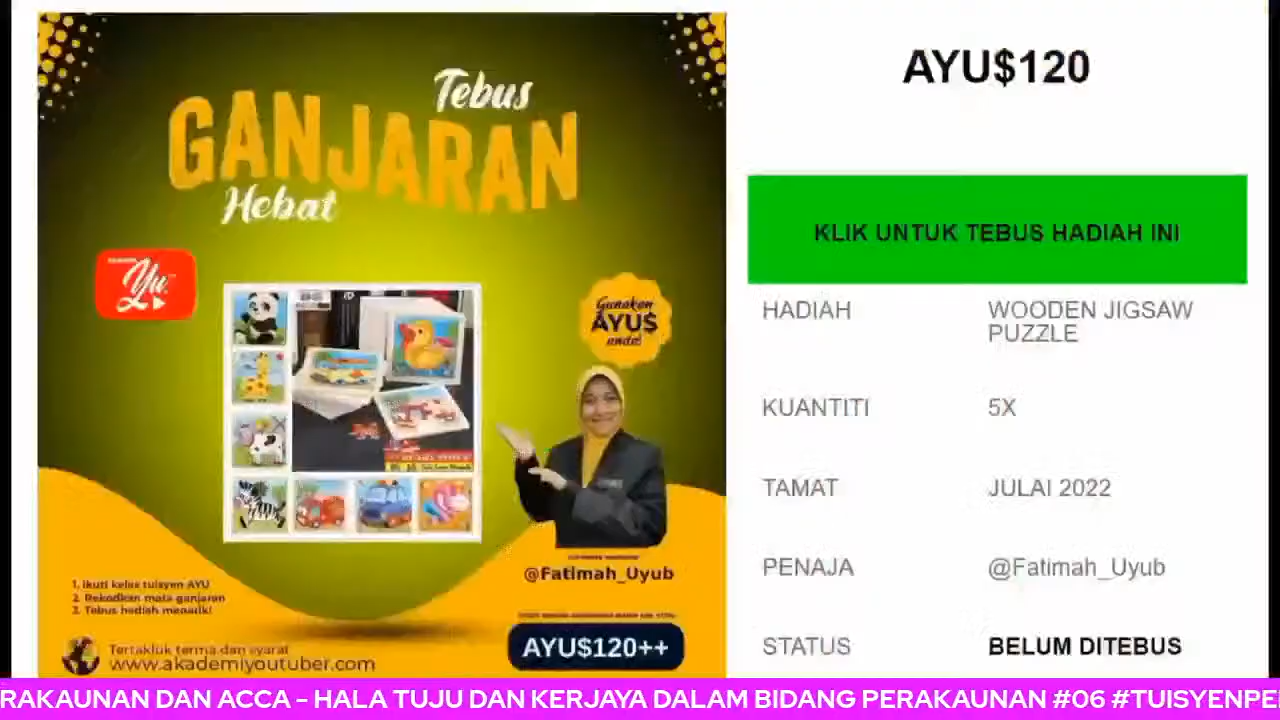 Tebus
GANJARAN
Hebat
Yu
Gunakan
AYU$
anda!
@Fatimah_Uyub
1. Ikuti kelas tuisyen AYU
2. Rekodkan mata ganjaran
3. Tebus hadiah menarik!
Tertakluk terma dan syarat
www.akademiyoutuber.com
AYU$120++
AYU$120
KLIK UNTUK TEBUS HADIAH INI
HADIAH WOODEN JIGSAW
PUZZLE
KUANTITI 5X
TAMAT JULAI 2022
PENAJA @Fatimah_Uyub
STATUS BELUM DITEBUS
RAKAUNAN DAN ACCA – HALA TUJU DAN KERJAYA DALAM BIDANG PERAKAUNAN #06 #TUISYENPE